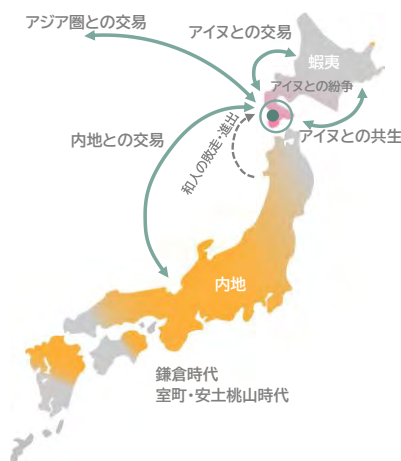 アジア圏との交易
アイヌとの交易
蝦夷
アイヌとの紛争
アイヌとの共生
内地との交易
和人の敗走・進出
内地
鎌倉時代
室町・安土桃山時代